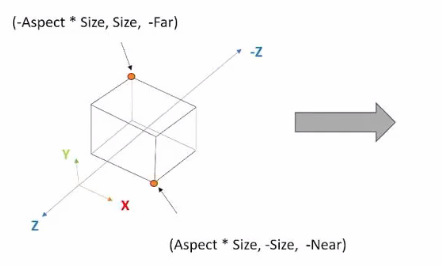 (-Aspect * Size, Size, -Far)
-Z
Y
X
Z
(Aspect * Size, -Size, -Near)